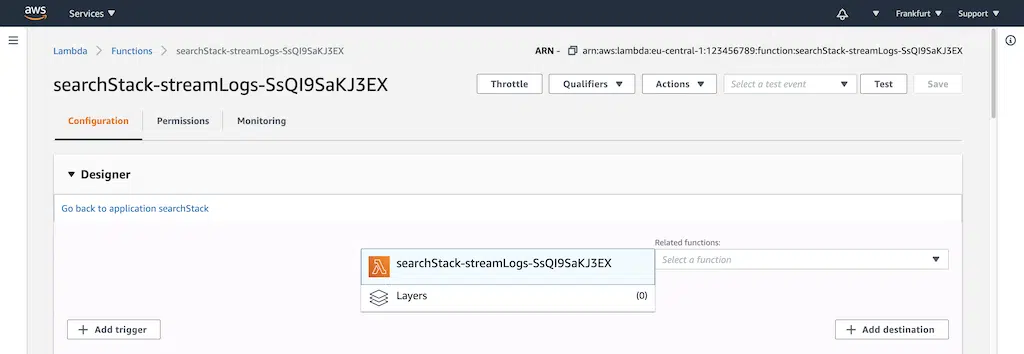 aws Services Frankfurt Support
Lambda Functions searchStack-streamLogs-SsQI9SaKJ3EX ARN - arn:aws:lambda:eu-central-1:123456789:function:searchStack-streamLogs-SsQI9SaKJ3EX
searchStack-streamLogs-SsQI9SaKJ3EX Throttle Qualifiers Actions Select a test event Test Save
Configuration Permissions Monitoring
Designer
Go back to application searchStack
Related functions:
searchStack-streamLogs-SsQI9SaKJ3EX Select a function
Layers (0)
+ Add trigger + Add destination